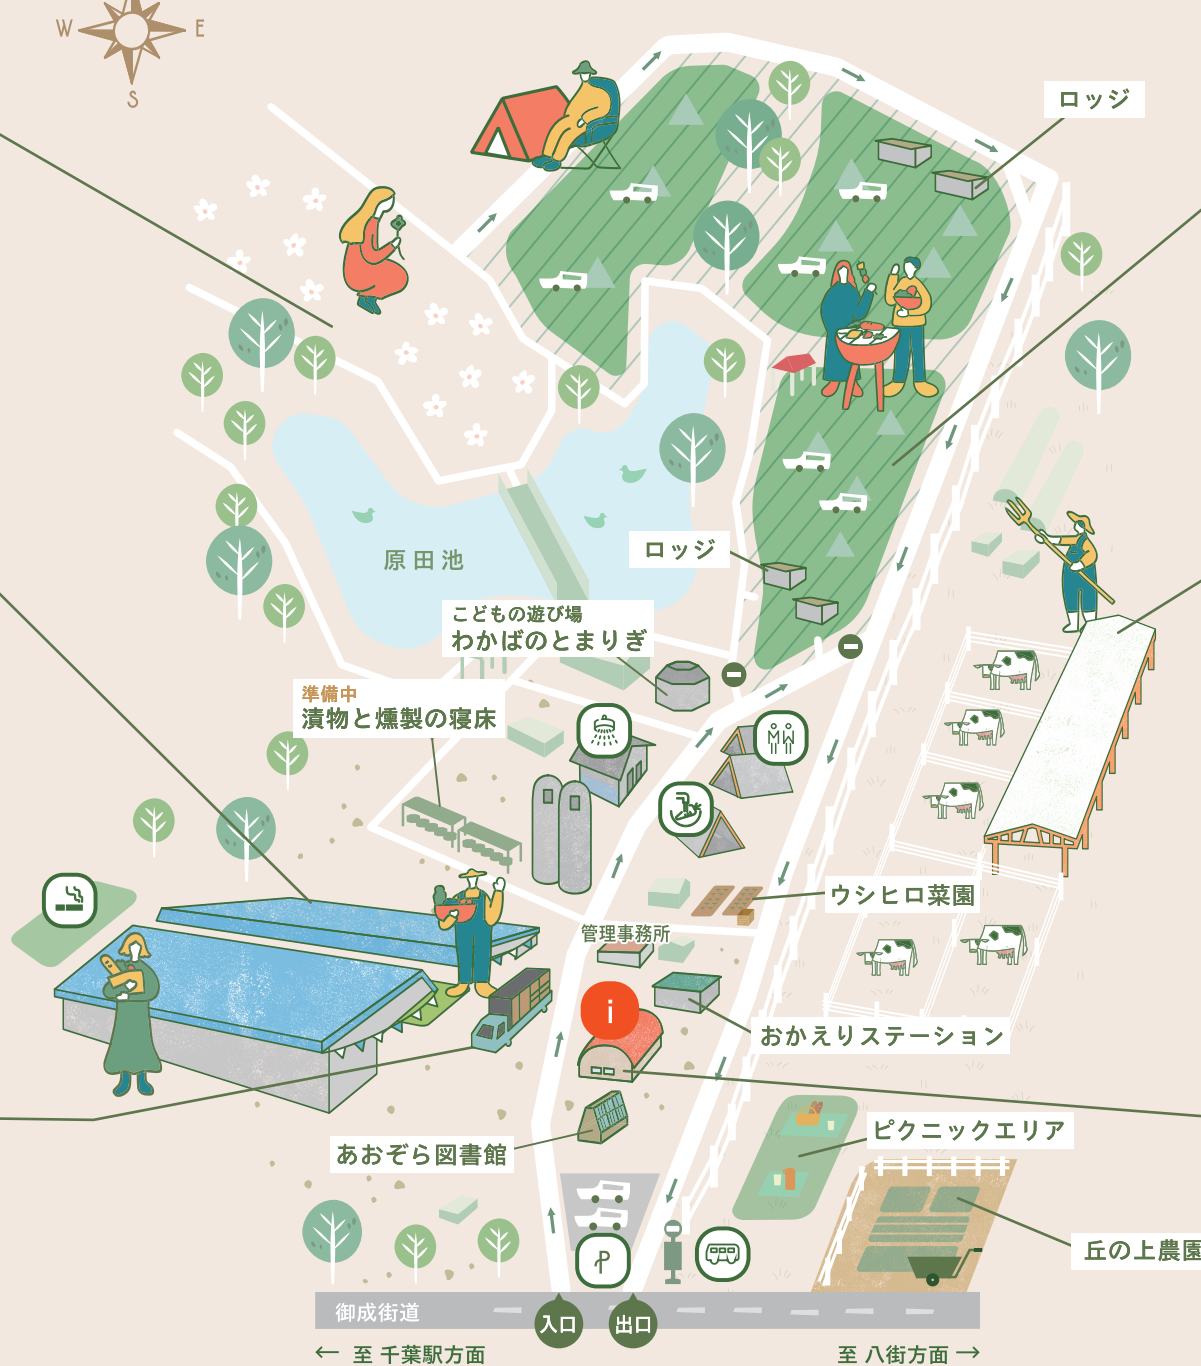 W
E
S
ロッジ
原田池
ロッジ
こどもの遊び場
わかばのとまりぎ
準備中
漬物と燻製の寝床
M W
ウシヒロ菜園
管理事務所
i
おかえりステーション
あおぞら図書館
ピクニックエリア
丘の上農園
P
御成街道
入口
出口
← 至 千葉駅方面
至 八街方面 →